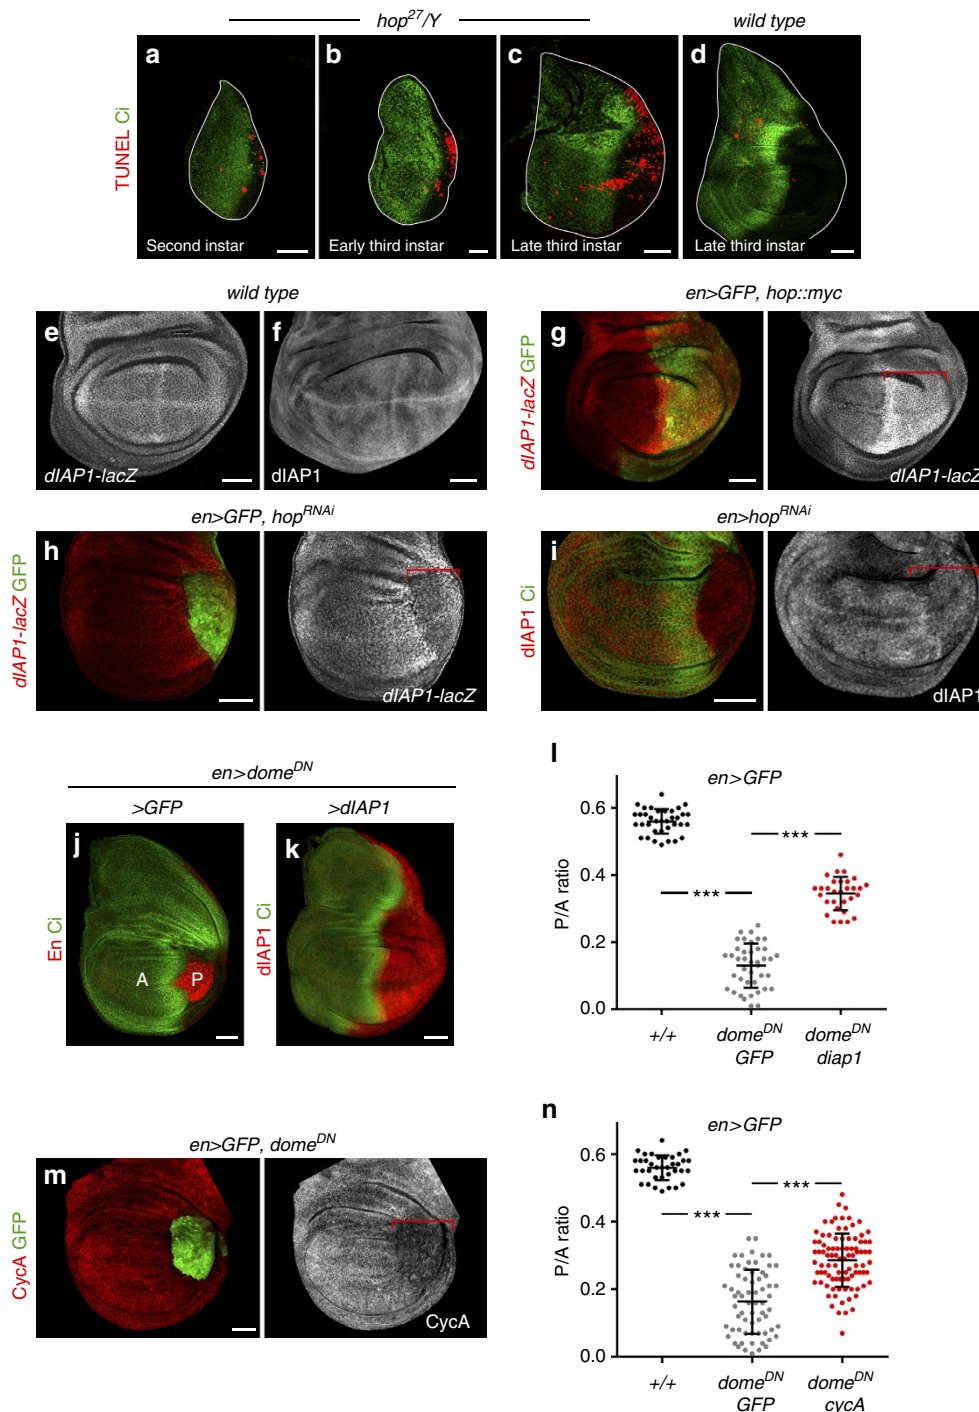 hop27/Y
wild type
a
b
c
d
TUNEL Ci
Second instar
Early third instar
Late third instar
Late third instar
wild type
en>GFP, hop::myc
e
f
g
dIAP1-lacZ
dIAP1
dIAP1-lacZ GFP
dIAP1-lacZ
en>GFP, hopRNAi
en>hopRNAi
h
i
dIAP1-lacZ GFP
dIAP1-lacZ
dIAP1 Ci
dIAP1
en>domeDN
>GFP
>dIAP1
j
k
En Ci
A
P
dIAP1 Ci
l
en>GFP
P/A ratio
0.6
0.4
0.2
0.0
***
***
+/+
domeDN
GFP
domeDN
diap1
en>GFP, domeDN
m
CycA GFP
CycA
n
en>GFP
P/A ratio
0.6
0.4
0.2
0.0
***
***
+/+
domeDN
GFP
domeDN
cycA